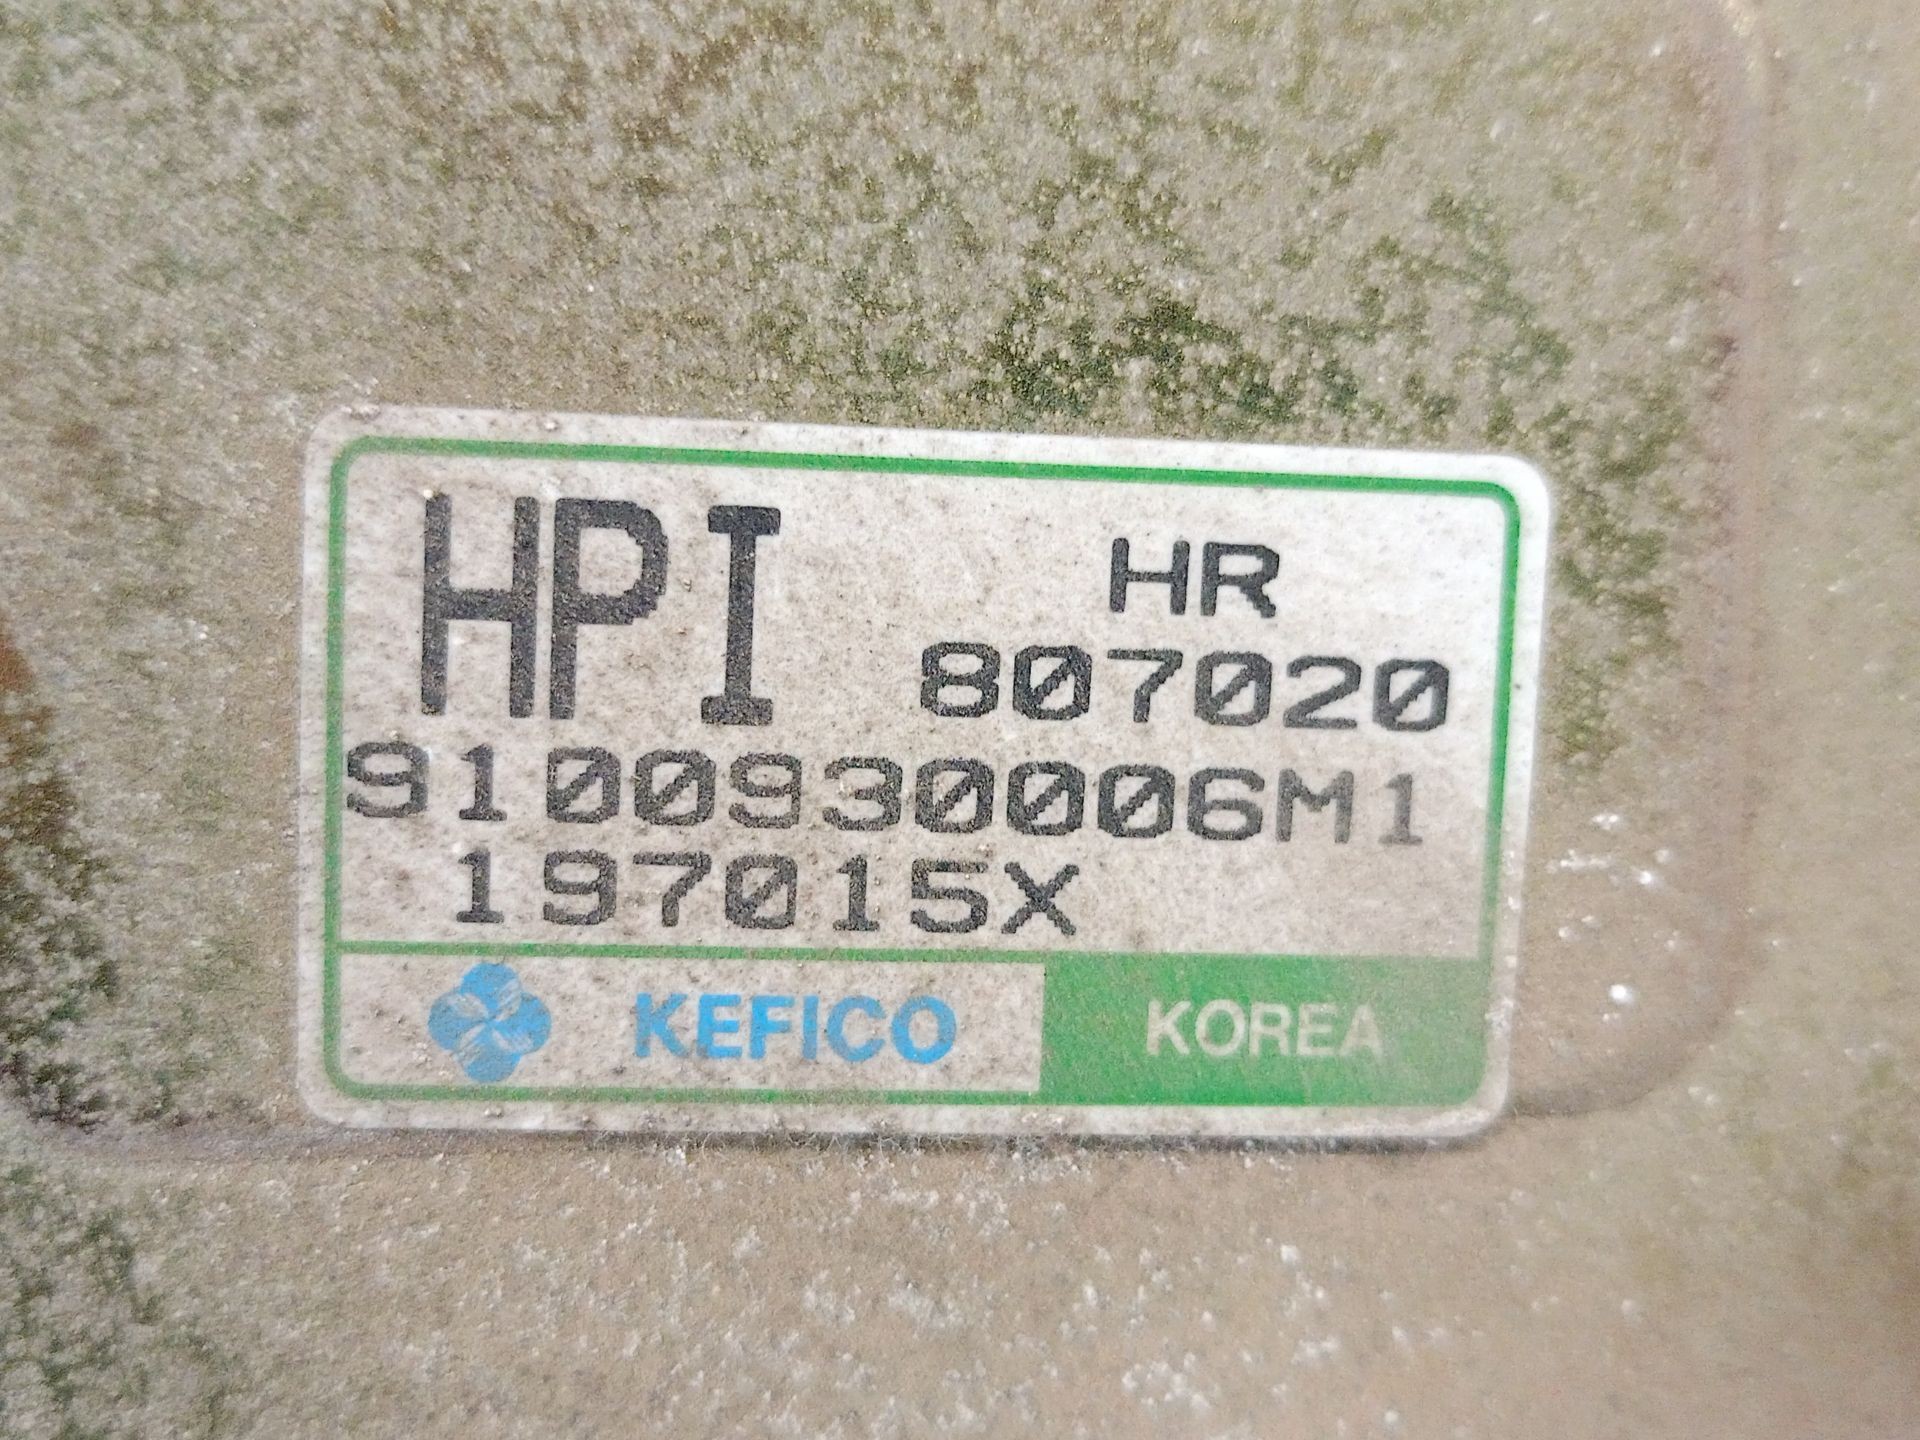 HPI HR
807020
9100930006M1
197015X
KEFICO KOREA